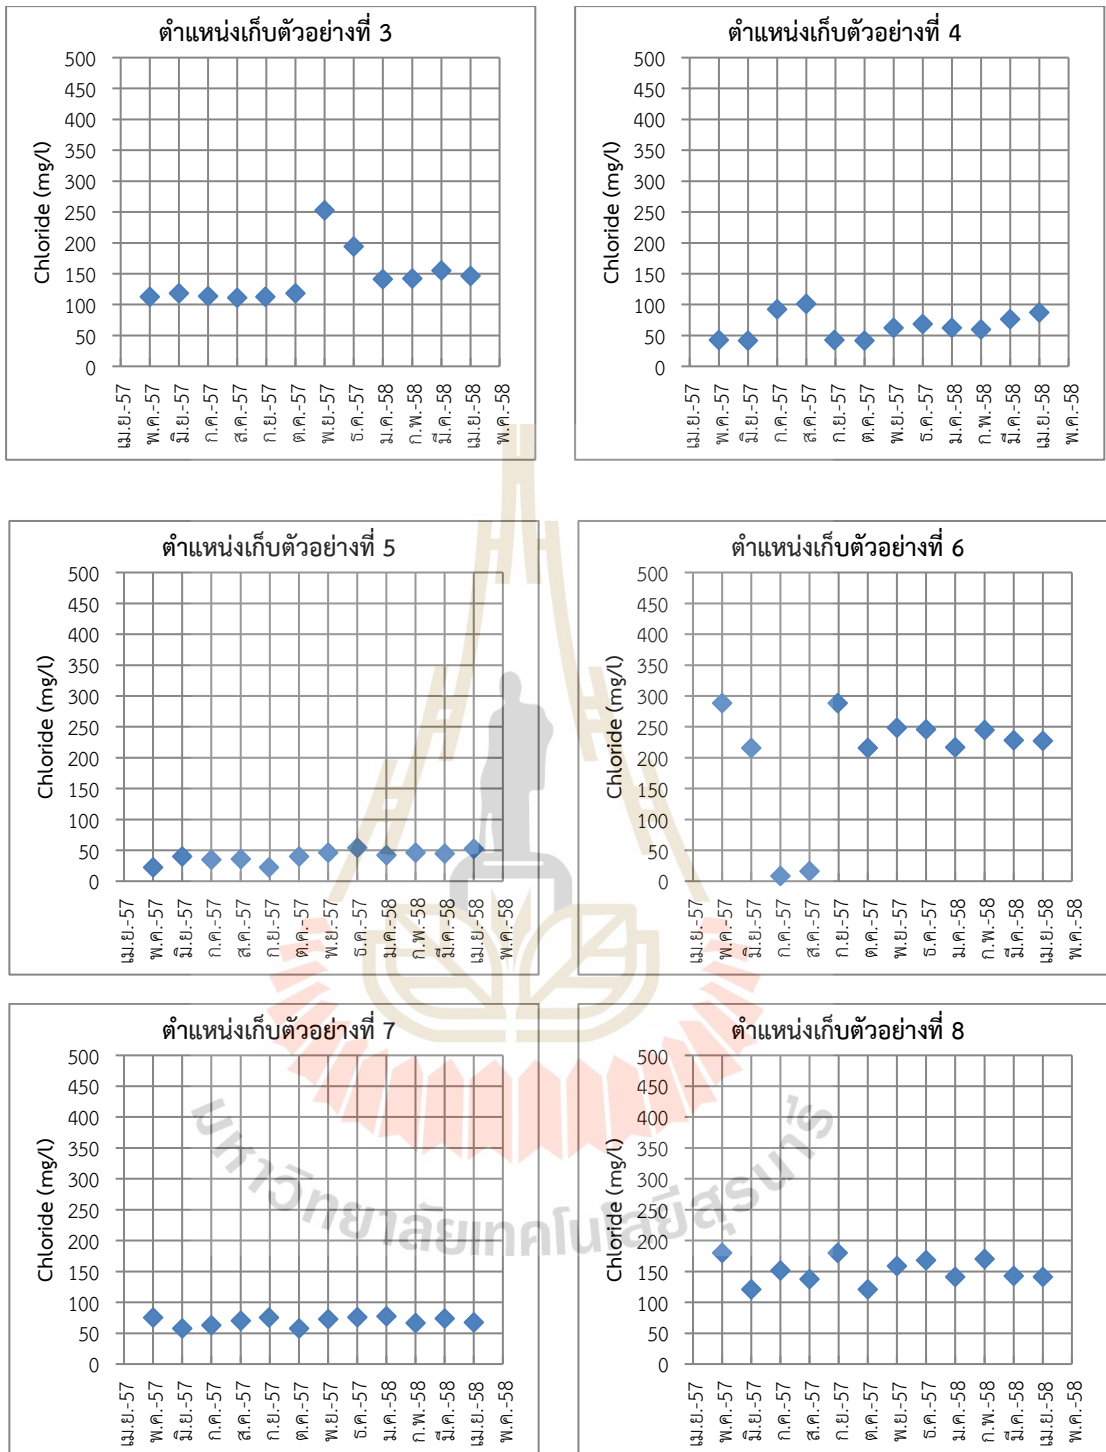 ตำแหน่งเก็บตัวอย่างที่ 3
500
450
400
350
300
250
200
150
100
50
0
Chloride (mg/l)
เม.ย.-57
พ.ค.-57
มิ.ย.-57
ก.ค.-57
ส.ค.-57
ก.ย.-57
ต.ค.-57
พ.ย.-57
ธ.ค.-57
ม.ค.-58
ก.พ.-58
มี.ค.-58
เม.ย.-58
พ.ค.-58
ตำแหน่งเก็บตัวอย่างที่ 4
500
450
400
350
300
250
200
150
100
50
0
Chloride (mg/l)
เม.ย.-57
พ.ค.-57
มิ.ย.-57
ก.ค.-57
ส.ค.-57
ก.ย.-57
ต.ค.-57
พ.ย.-57
ธ.ค.-57
ม.ค.-58
ก.พ.-58
มี.ค.-58
เม.ย.-58
พ.ค.-58
ตำแหน่งเก็บตัวอย่างที่ 5
500
450
400
350
300
250
200
150
100
50
0
Chloride (mg/l)
เม.ย.-57
พ.ค.-57
มิ.ย.-57
ก.ค.-57
ส.ค.-57
ก.ย.-57
ต.ค.-57
พ.ย.-57
ธ.ค.-57
ม.ค.-58
ก.พ.-58
มี.ค.-58
เม.ย.-58
พ.ค.-58
ตำแหน่งเก็บตัวอย่างที่ 6
500
450
400
350
300
250
200
150
100
50
0
Chloride (mg/l)
เม.ย.-57
พ.ค.-57
มิ.ย.-57
ก.ค.-57
ส.ค.-57
ก.ย.-57
ต.ค.-57
พ.ย.-57
ธ.ค.-57
ม.ค.-58
ก.พ.-58
มี.ค.-58
เม.ย.-58
พ.ค.-58
ตำแหน่งเก็บตัวอย่างที่ 7
500
450
400
350
300
250
200
150
100
50
0
Chloride (mg/l)
เม.ย.-57
พ.ค.-57
มิ.ย.-57
ก.ค.-57
ส.ค.-57
ก.ย.-57
ต.ค.-57
พ.ย.-57
ธ.ค.-57
ม.ค.-58
ก.พ.-58
มี.ค.-58
เม.ย.-58
พ.ค.-58
ตำแหน่งเก็บตัวอย่างที่ 8
500
450
400
350
300
250
200
150
100
50
0
Chloride (mg/l)
เม.ย.-57
พ.ค.-57
มิ.ย.-57
ก.ค.-57
ส.ค.-57
ก.ย.-57
ต.ค.-57
พ.ย.-57
ธ.ค.-57
ม.ค.-58
ก.พ.-58
มี.ค.-58
เม.ย.-58
พ.ค.-58
มหาวิทยาลัยเทคโนโลยีสุรนารี